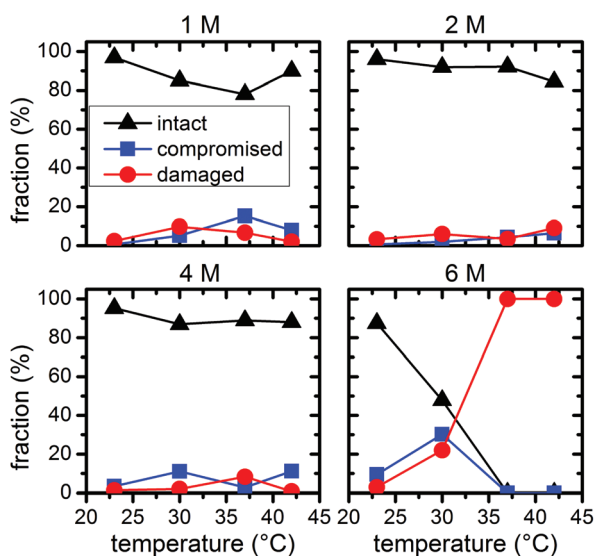 1 M
2 M
fraction (%)
100
80
60
40
20
0
intact
compromised
damaged
4 M
6 M
fraction (%)
100
80
60
40
20
0
20 25 30 35 40 45
20 25 30 35 40 45
temperature (°C)
temperature (°C)